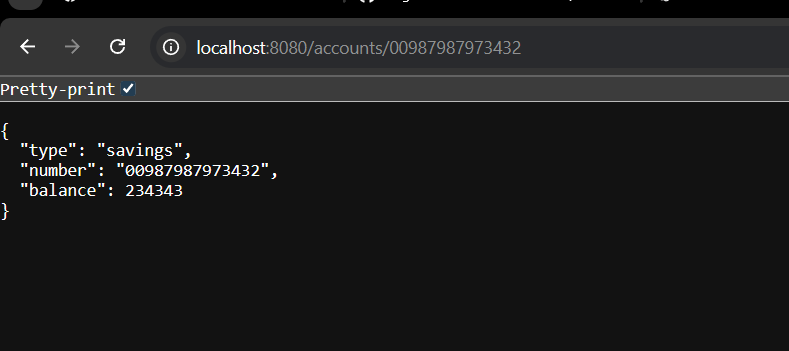 localhost:8080/accounts/00987987973432
Pretty-print
{
"type": "savings",
"number": "00987987973432",
"balance": 234343
}